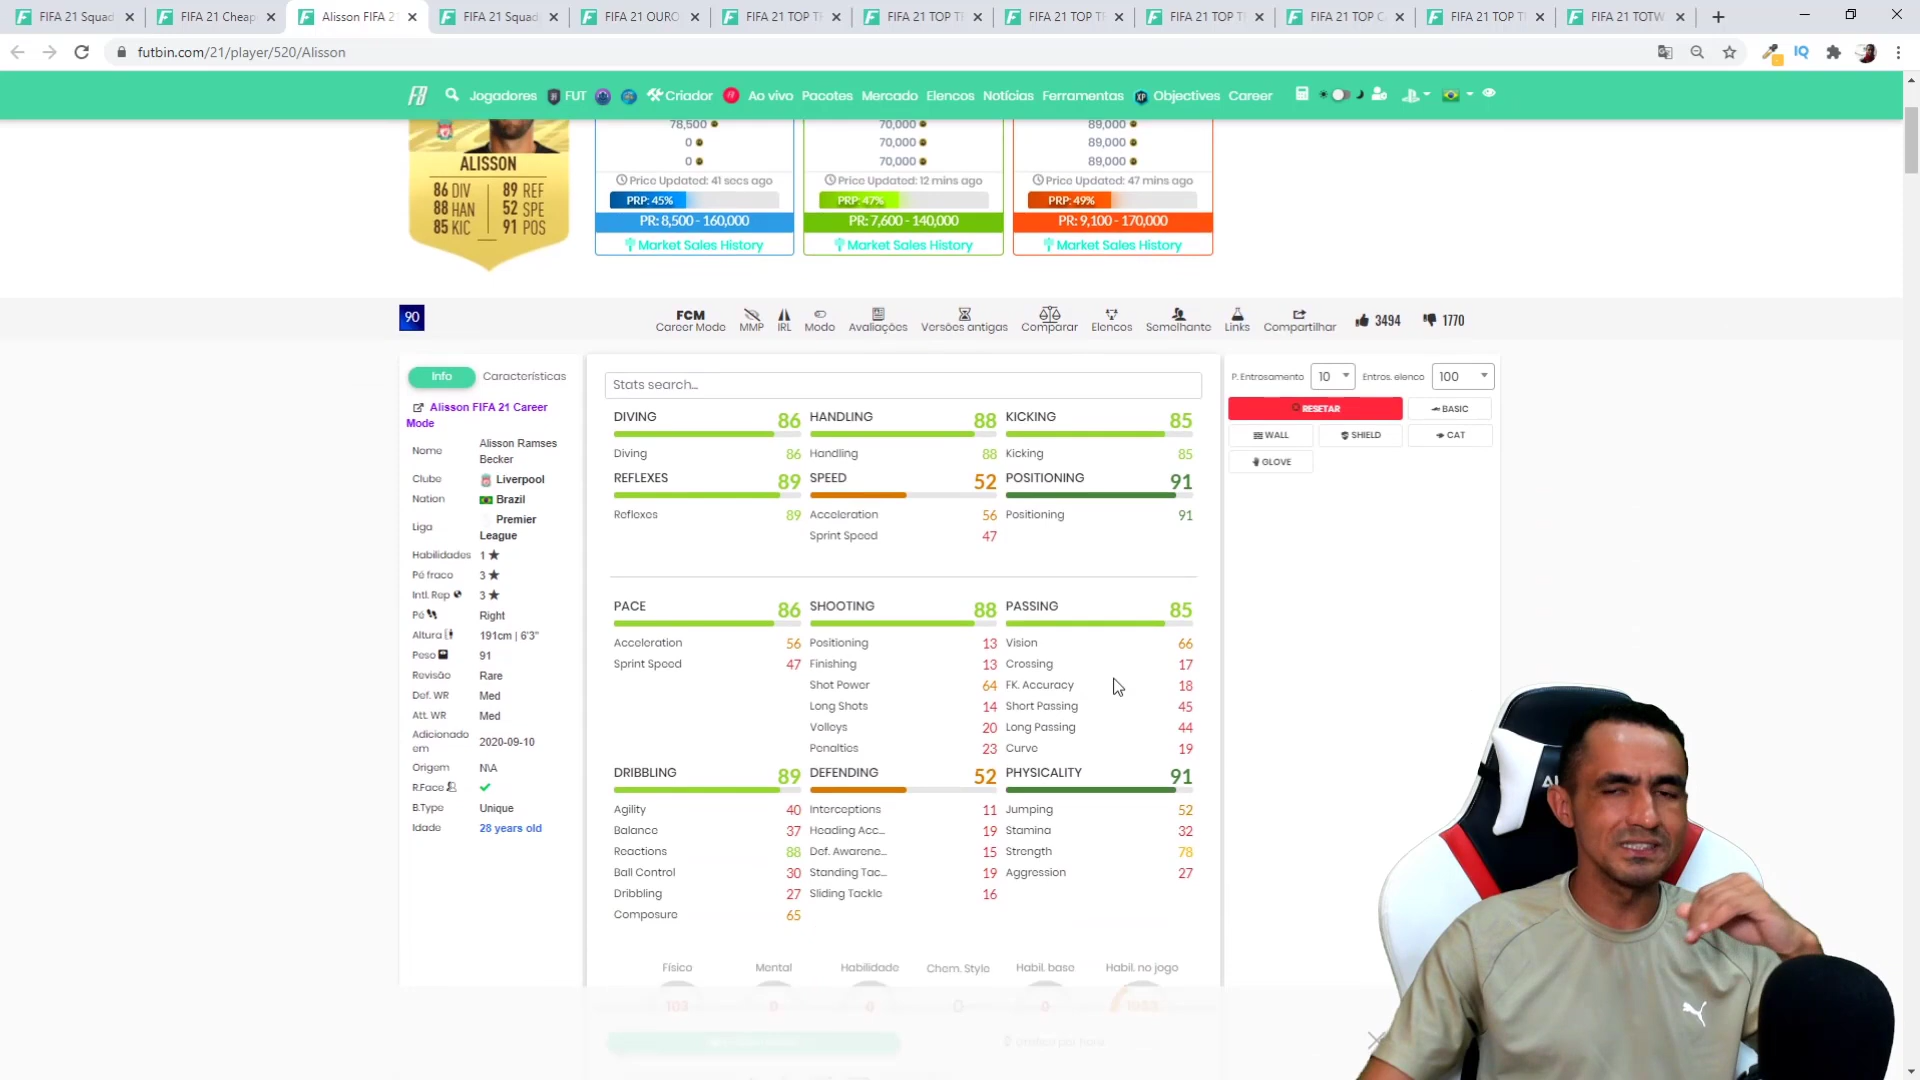 FIFA 21 Squad
FIFA 21 Cheap
Alisson FIFA 21
FIFA 21 Squad
FIFA 21 OURO
FIFA 21 TOP T
FIFA 21 TOP T
FIFA 21 TOP T
FIFA 21 TOP T
FIFA 21 TOP C
FIFA 21 TOP T
FIFA 21 TOTW
futbin.com/21/player/520/Alisson
IQ
FB Jogadores FUT Criador Ao vivo Pacotes Mercado Elencos Notícias Ferramentas XP Objectives Career
ALISSON
86 DIV 89 REF
88 HAN 52 SPE
85 KIC 91 POS
78,500
0
0
Price Updated: 41 secs ago
PRP: 45%
PR: 8,500 - 160,000
Market Sales History
70,000
70,000
70,000
Price Updated: 12 mins ago
PRP: 47%
PR: 7,600 - 140,000
Market Sales History
89,000
89,000
89,000
Price Updated: 47 mins ago
PRP: 49%
PR: 9,100 - 170,000
Market Sales History
90
FCM
Career Mode MMP IRL Modo Avaliações Versões antigas Comparar Elencos Semelhante Links Compartilhar 3494 1770
Info Características
Alisson FIFA 21 Career
Mode
Nome Alisson Ramses
Becker
Clube Liverpool
Nation Brazil
Liga Premier
League
Habilidades 1
Pé fraco 3
Intl. Rep 3
Pé Right
Altura 191cm | 6'3"
Peso 91
Revisão Rare
Def. WR Med
Att. WR Med
Adicionado
em 2020-09-10
Origem N\A
R.Face
B.Type Unique
Idade 28 years old
Stats search...
DIVING 86 HANDLING 88 KICKING 85
Diving 86 Handling 88 Kicking 85
REFLEXES 89 SPEED 52 POSITIONING 91
Reflexes 89 Acceleration 56 Positioning 91
Sprint Speed 47
PACE 86 SHOOTING 88 PASSING 85
Acceleration 56 Positioning 13 Vision 66
Sprint Speed 47 Finishing 13 Crossing 17
Shot Power 64 FK. Accuracy 18
Long Shots 14 Short Passing 45
Volleys 20 Long Passing 44
Penalties 23 Curve 19
DRIBBLING 89 DEFENDING 52 PHYSICALITY 91
Agility 40 Interceptions 11 Jumping 52
Balance 37 Heading Acc... 19 Stamina 32
Reactions 88 Def. Awarene... 15 Strength 78
Ball Control 30 Standing Tac... 19 Aggression 27
Dribbling 27 Sliding Tackle 16
Composure 65
Físico Mental Habilidade Chem. Style Habil. base Habil. no jogo
103 0 0 0 0
P. Entrosamento 10 Entros. elenco 100
RESETAR BASIC
WALL SHIELD CAT
GLOVE